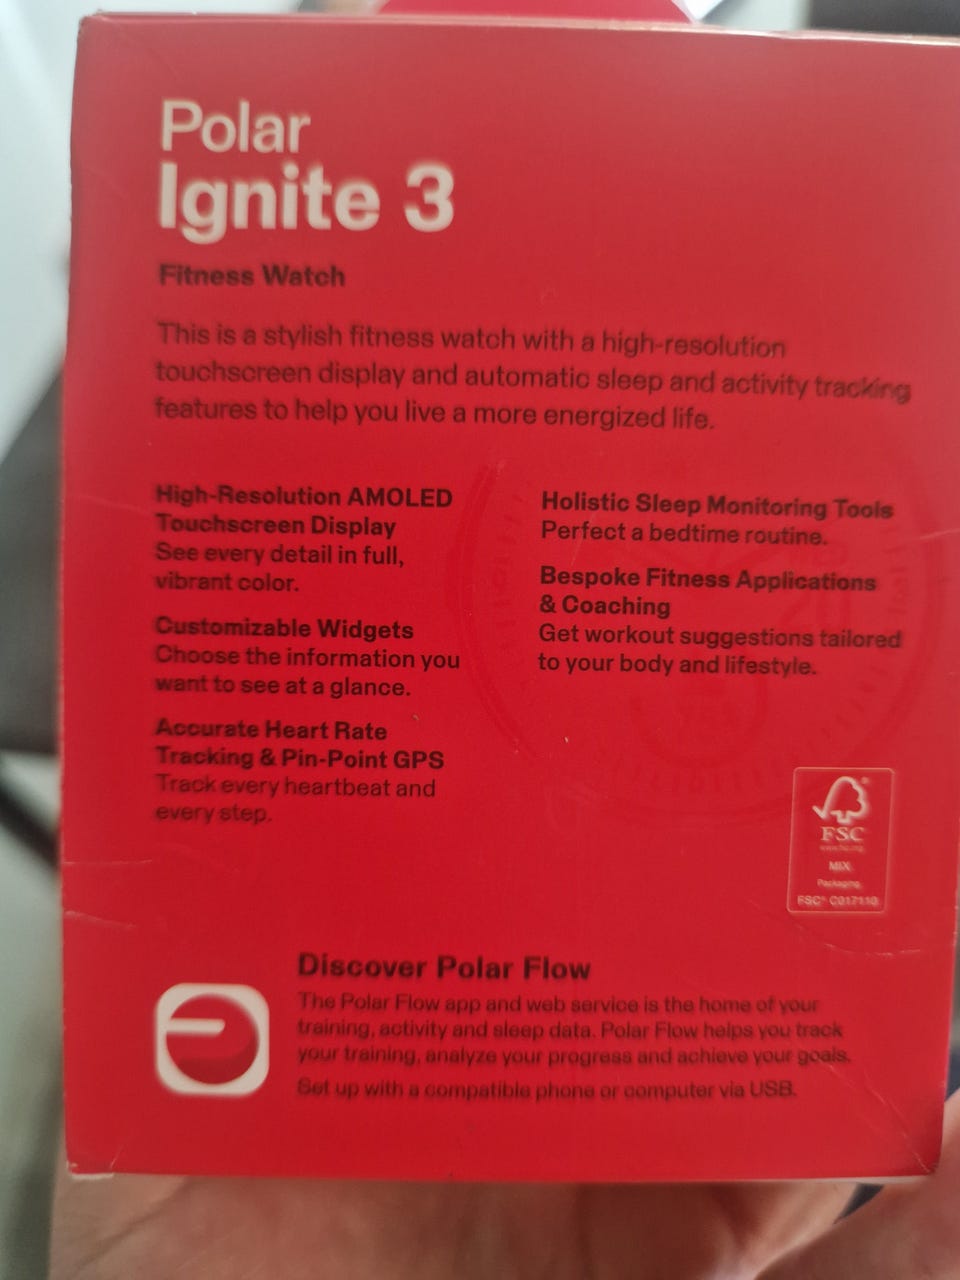 Polar
Ignite 3
Fitness Watch
This is a stylish fitness watch with a high-resolution
touchscreen display and automatic sleep and activity tracking
features to help you live a more energized life.
High-Resolution AMOLED
Touchscreen Display
See every detail in full,
vibrant color.
Customizable Widgets
Choose the information you
want to see at a glance.
Accurate Heart Rate
Tracking & Pin-Point GPS
Track every heartbeat and
every step.
Holistic Sleep Monitoring Tools
Perfect a bedtime routine.
Bespoke Fitness Applications
& Coaching
Get workout suggestions tailored
to your body and lifestyle.
FSC
www.fsc.org
MIX
Packaging
FSC® C017110
Discover Polar Flow
The Polar Flow app and web service is the home of your
training, activity and sleep data. Polar Flow helps you track
your training, analyze your progress and achieve your goals.
Set up with a compatible phone or computer via USB.